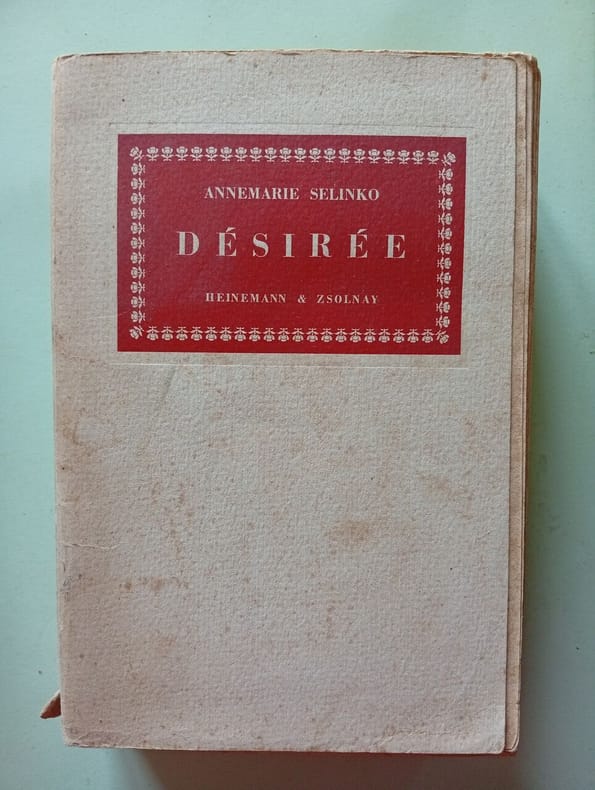 ANNEMARIE SELINKO
DÉSIRÉE
HEINEMANN & ZSOLNAY